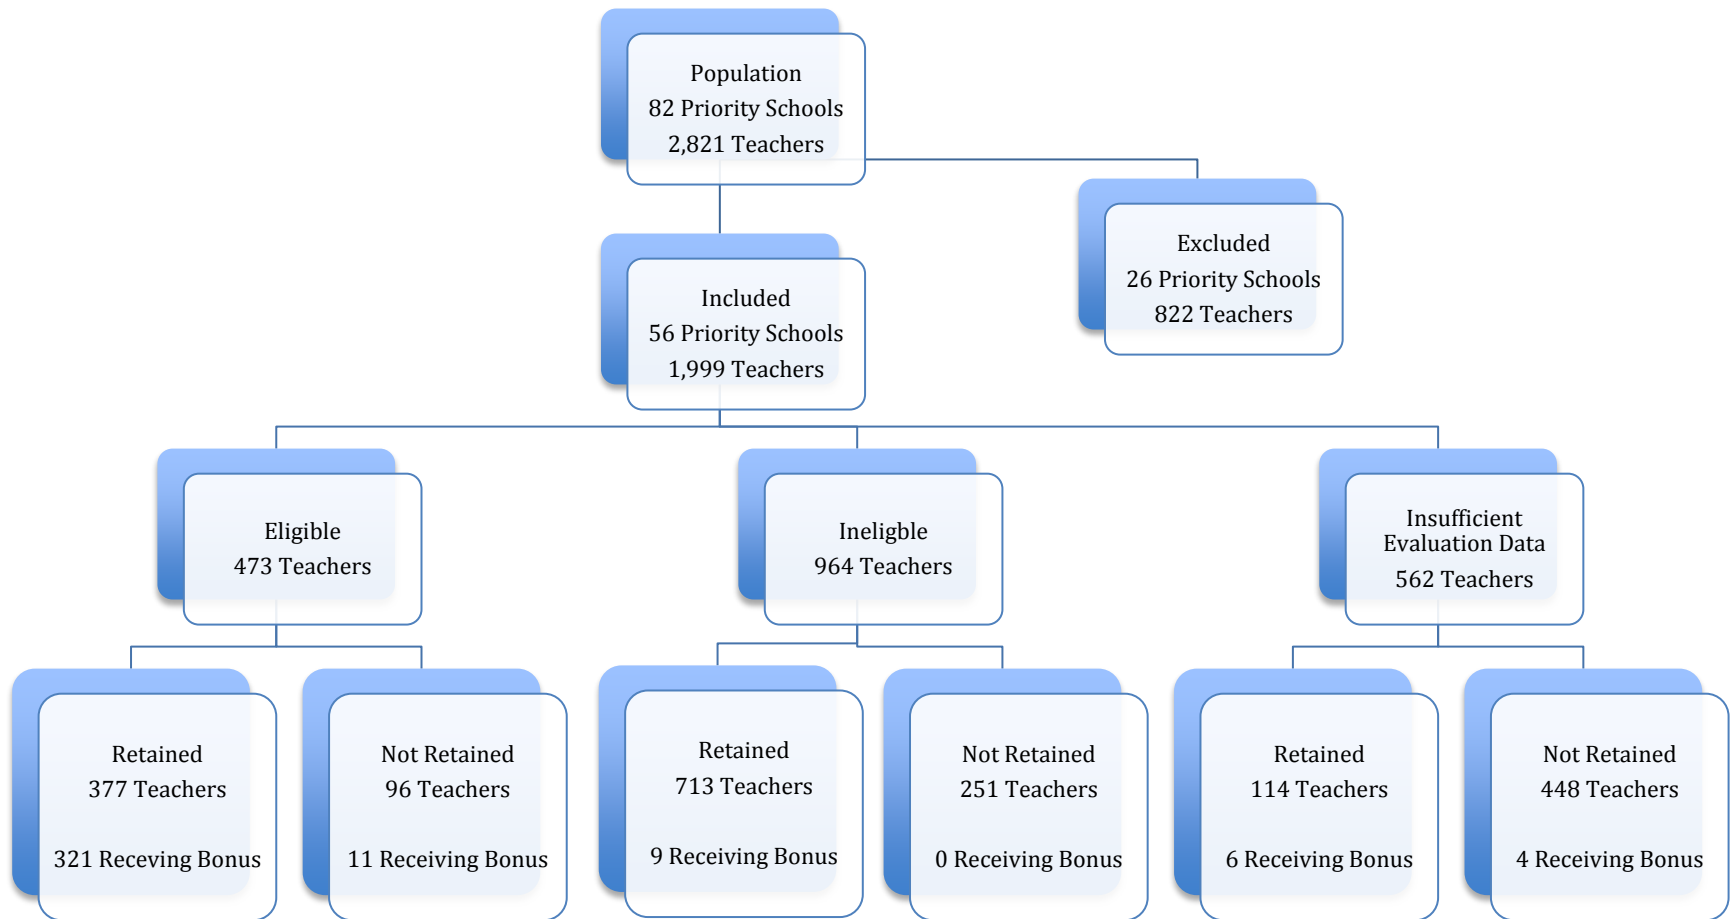 Population
82 Priority Schools
2,821 Teachers
Excluded
26 Priority Schools
822 Teachers
Included
56 Priority Schools
1,999 Teachers
Eligible
473 Teachers
Ineligble
964 Teachers
Insufficient
Evaluation Data
562 Teachers
Retained
377 Teachers
321 Receving Bonus
Not Retained
96 Teachers
11 Receiving Bonus
Retained
713 Teachers
9 Receiving Bonus
Not Retained
251 Teachers
0 Receiving Bonus
Retained
114 Teachers
6 Receiving Bonus
Not Retained
448 Teachers
4 Receiving Bonus